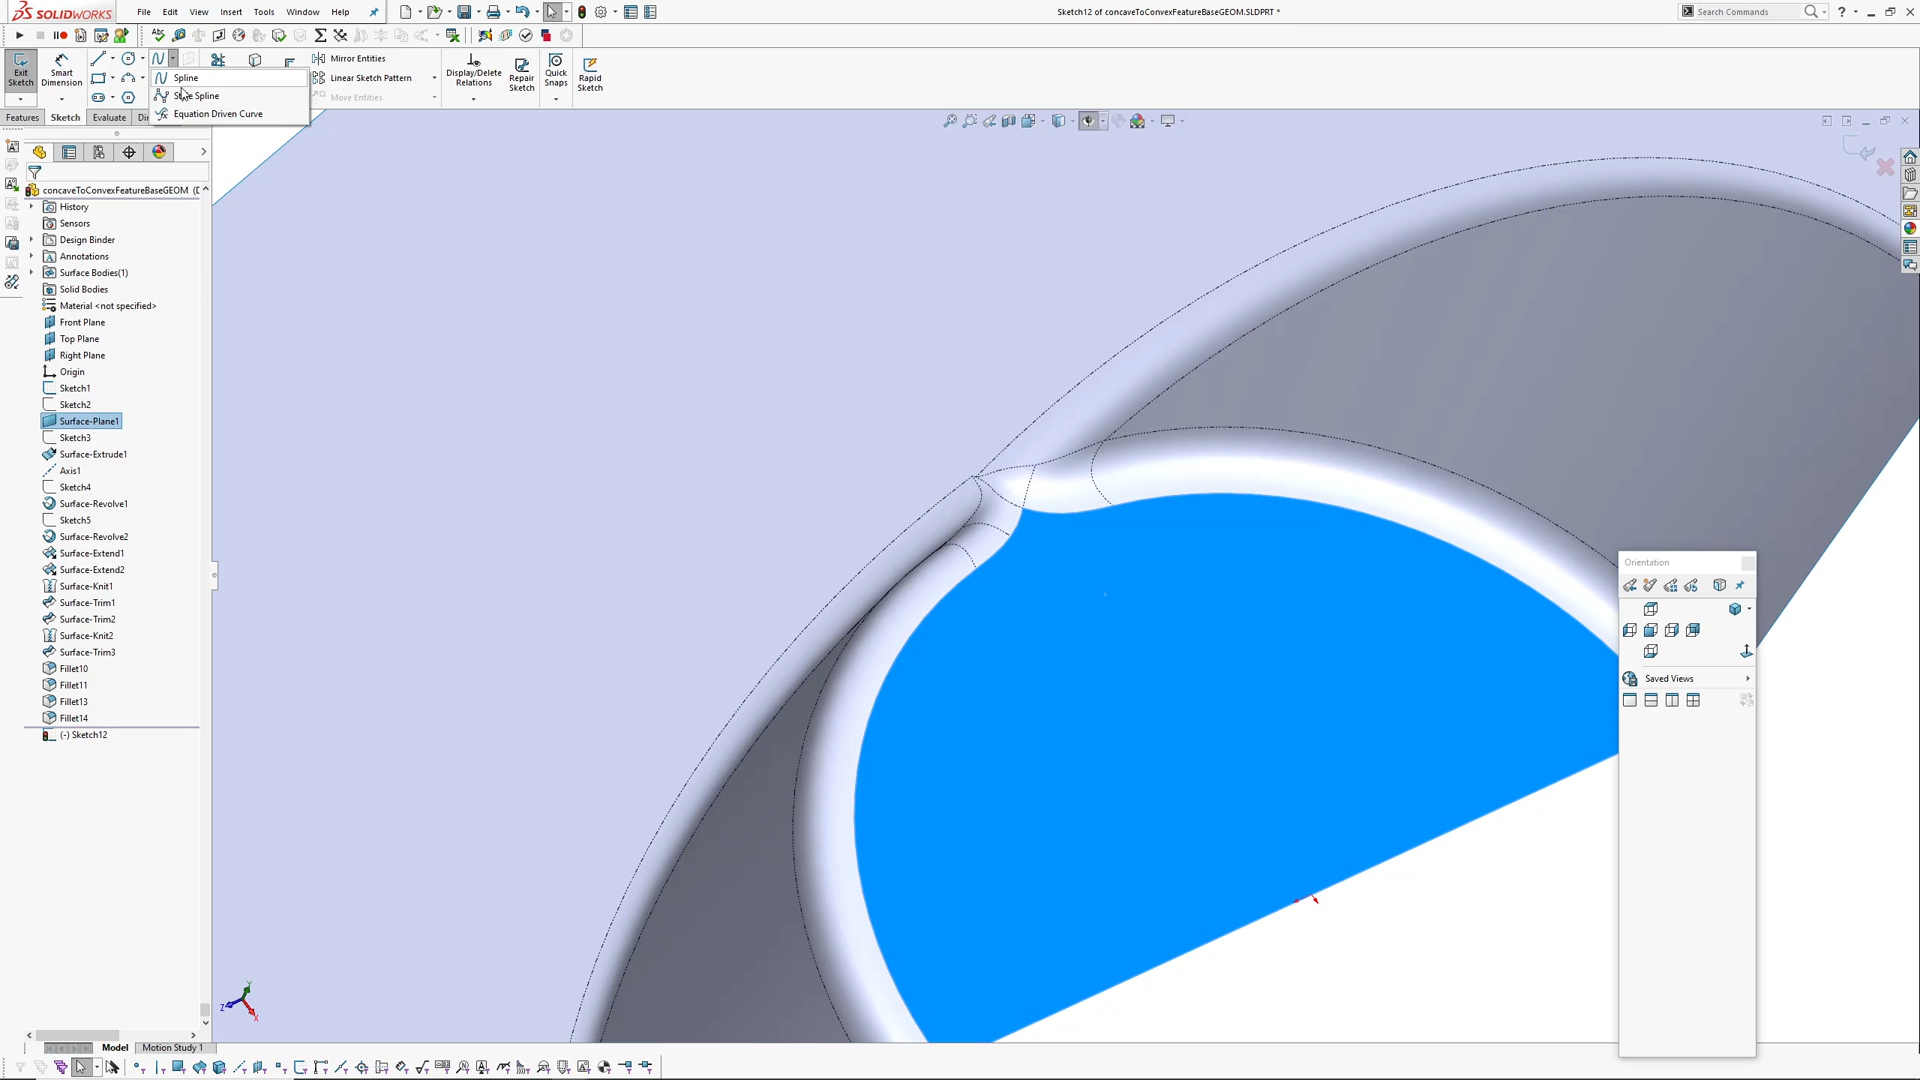 SOLIDWORKS
File Edit View Insert Tools Window Help
Sketch12 of concaveToConvexFeatureBaseGEOM.SLDPRT *
Search Commands
Exit Sketch
Smart Dimension
Mirror Entities
Linear Sketch Pattern
Move Entities
Display/Delete Relations
Repair Sketch
Quick Snaps
Rapid Sketch
Spline
Spline
Equation Driven Curve
Features Sketch Evaluate
concaveToConvexFeatureBaseGEOM (
History
Sensors
Design Binder
Annotations
Surface Bodies(1)
Solid Bodies
Material <not specified>
Front Plane
Top Plane
Right Plane
Origin
Sketch1
Sketch2
Surface-Plane1
Sketch3
Surface-Extrude1
Axis1
Sketch4
Surface-Revolve1
Sketch5
Surface-Revolve2
Surface-Extend1
Surface-Extend2
Surface-Knit1
Surface-Trim1
Surface-Trim2
Surface-Knit2
Surface-Trim3
Fillet10
Fillet11
Fillet13
Fillet14
(-) Sketch12
Orientation
Saved Views
Y
Z
X
Model Motion Study 1